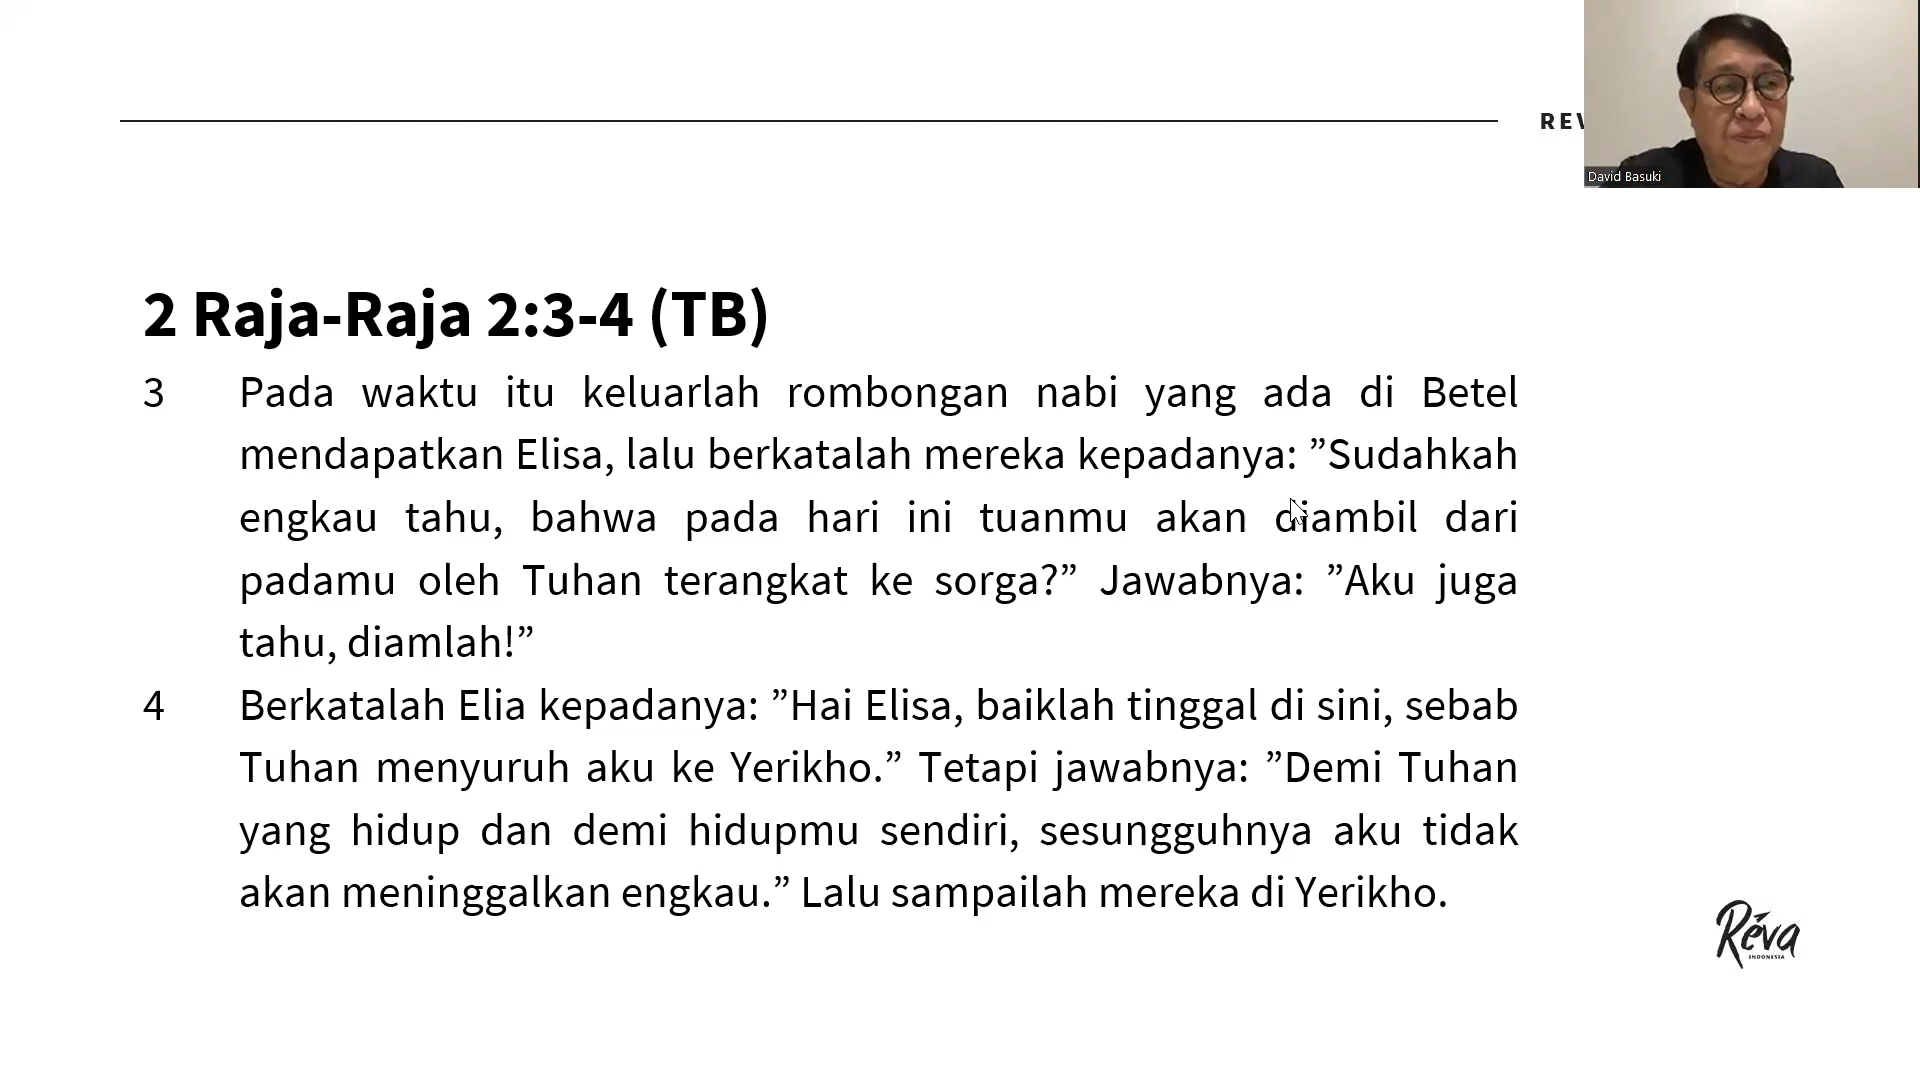 REV
David Basuki
2 Raja-Raja 2:3-4 (TB)
3 Pada waktu itu keluarlah rombongan nabi yang ada di Betel
mendapatkan Elisa, lalu berkatalah mereka kepadanya: ”Sudahkah
engkau tahu, bahwa pada hari ini tuanmu akan diambil dari
padamu oleh Tuhan terangkat ke sorga?” Jawabnya: ”Aku juga
tahu, diamlah!”
4 Berkatalah Elia kepadanya: ”Hai Elisa, baiklah tinggal di sini, sebab
Tuhan menyuruh aku ke Yerikho.” Tetapi jawabnya: ”Demi Tuhan
yang hidup dan demi hidupmu sendiri, sesungguhnya aku tidak
akan meninggalkan engkau.” Lalu sampailah mereka di Yerikho.
Réva
INDONESIA